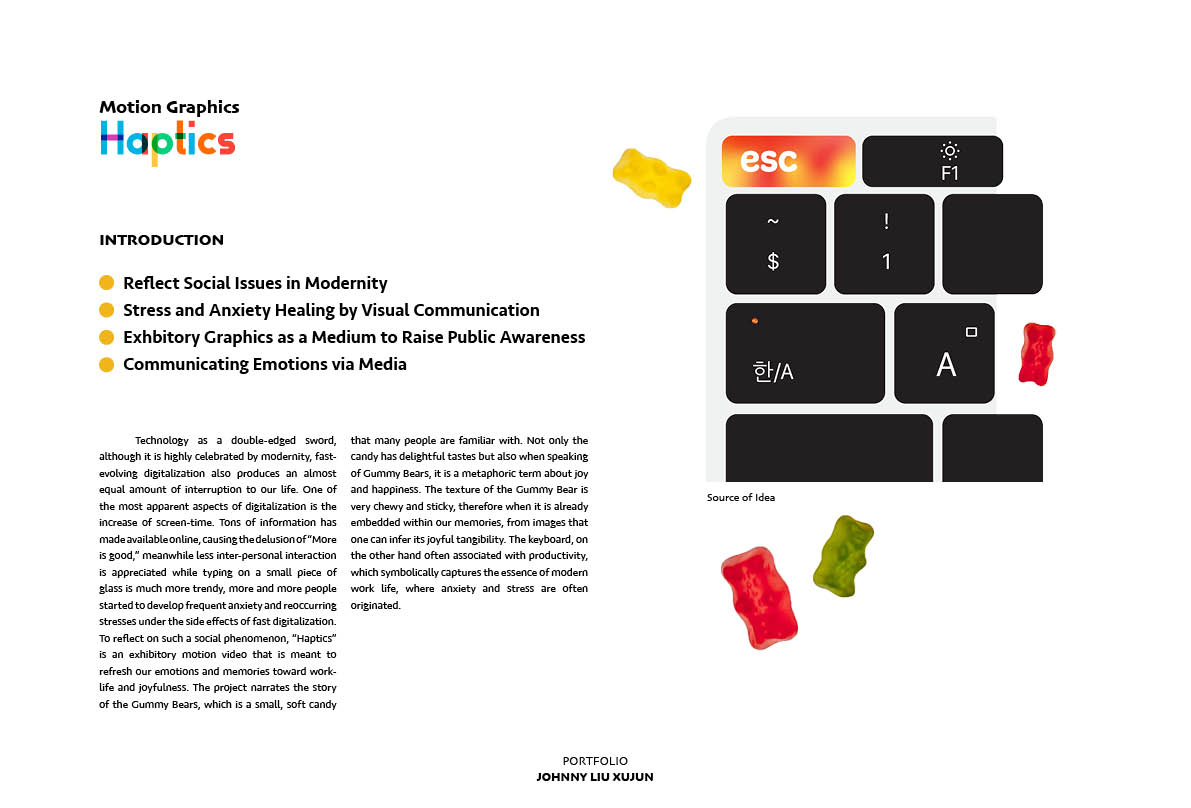 Motion Graphics
Haptics
INTRODUCTION
Reflect Social Issues in Modernity
Stress and Anxiety Healing by Visual Communication
Exhbitory Graphics as a Medium to Raise Public Awareness
Communicating Emotions via Media
Technology as a double-edged sword,
although it is highly celebrated by modernity, fast-
evolving digitalization also produces an almost
equal amount of interruption to our life. One of
the most apparent aspects of digitalization is the
increase of screen-time. Tons of information has
made available online, causing the delusion of “More
is good,” meanwhile less inter-personal interaction
is appreciated while typing on a small piece of
glass is much more trendy, more and more people
started to develop frequent anxiety and reoccurring
stresses under the side effects of fast digitalization.
To reflect on such a social phenomenon, “Haptics”
is an exhibitory motion video that is meant to
refresh our emotions and memories toward work-
life and joyfulness. The project narrates the story
of the Gummy Bears, which is a small, soft candy
that many people are familiar with. Not only the
candy has delightful tastes but also when speaking
of Gummy Bears, it is a metaphoric term about joy
and happiness. The texture of the Gummy Bear is
very chewy and sticky, therefore when it is already
embedded within our memories, from images that
one can infer its joyful tangibility. The keyboard, on
the other hand often associated with productivity,
which symbolically captures the essence of modern
work life, where anxiety and stress are often
originated.
esc
F1
~
$
!
1
한/A
A
Source of Idea
PORTFOLIO
JOHNNY LIU XUJUN